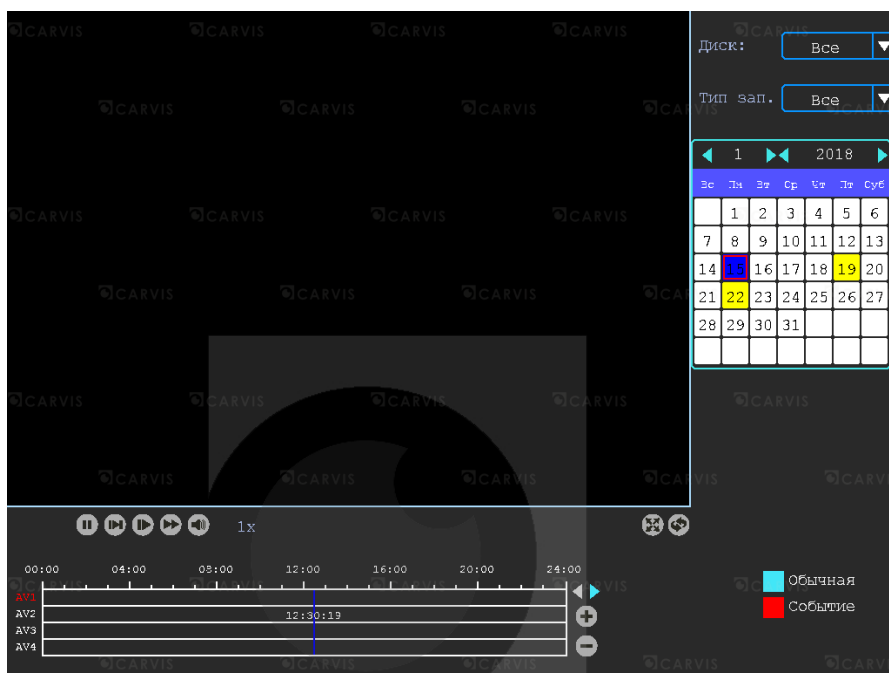 Диск: Все
Тип зап. Все
1 2018
Вс Пн Вт Ср Чт Пт Суб
1 2 3 4 5 6
7 8 9 10 11 12 13
14 15 16 17 18 19 20
21 22 23 24 25 26 27
28 29 30 31
1x
00:00 04:00 08:00 12:00 16:00 20:00 24:00
AV1
AV2 12:30:19
AV3
AV4
Обычная
Событие
CARVIS